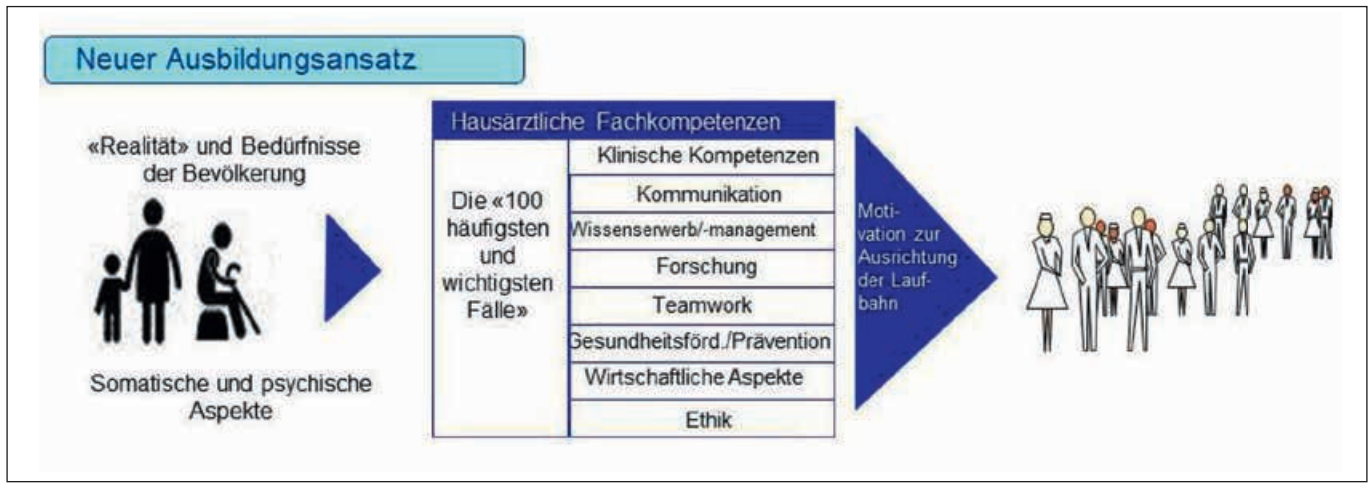 Neuer Ausbildungsansatz
«Realität» und Bedürfnisse
der Bevölkerung
Somatische und psychische
Aspekte
Hausärztliche Fachkompetenzen
Die «100
häufigsten
und
wichtigsten
Fälle»
Klinische Kompetenzen
Kommunikation
Wissenserwerb/-management
Forschung
Teamwork
Gesundheitsförd./Prävention
Wirtschaftliche Aspekte
Ethik
Moti-
vation zur
Ausrichtung
der Lauf-
bahn